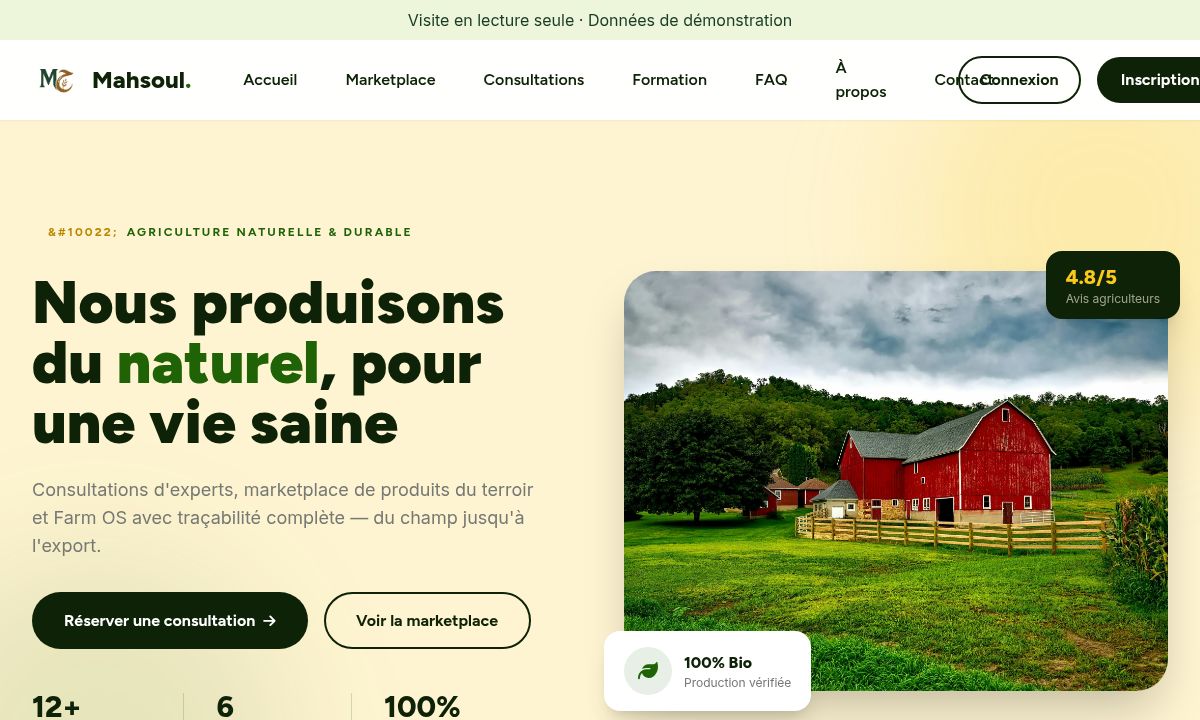 Visite en lecture seule · Données de démonstration
Mahsoul.
Accueil
Marketplace
Consultations
Formation
FAQ
À
propos
Contact
Connexion
Inscription
&#10022; AGRICULTURE NATURELLE & DURABLE
Nous produisons
du naturel, pour
une vie saine
Consultations d'experts, marketplace de produits du terroir
et Farm OS avec traçabilité complète — du champ jusqu'à
l'export.
Réserver une consultation →
Voir la marketplace
12+
6
100%
4.8/5
Avis agriculteurs
100% Bio
Production vérifiée